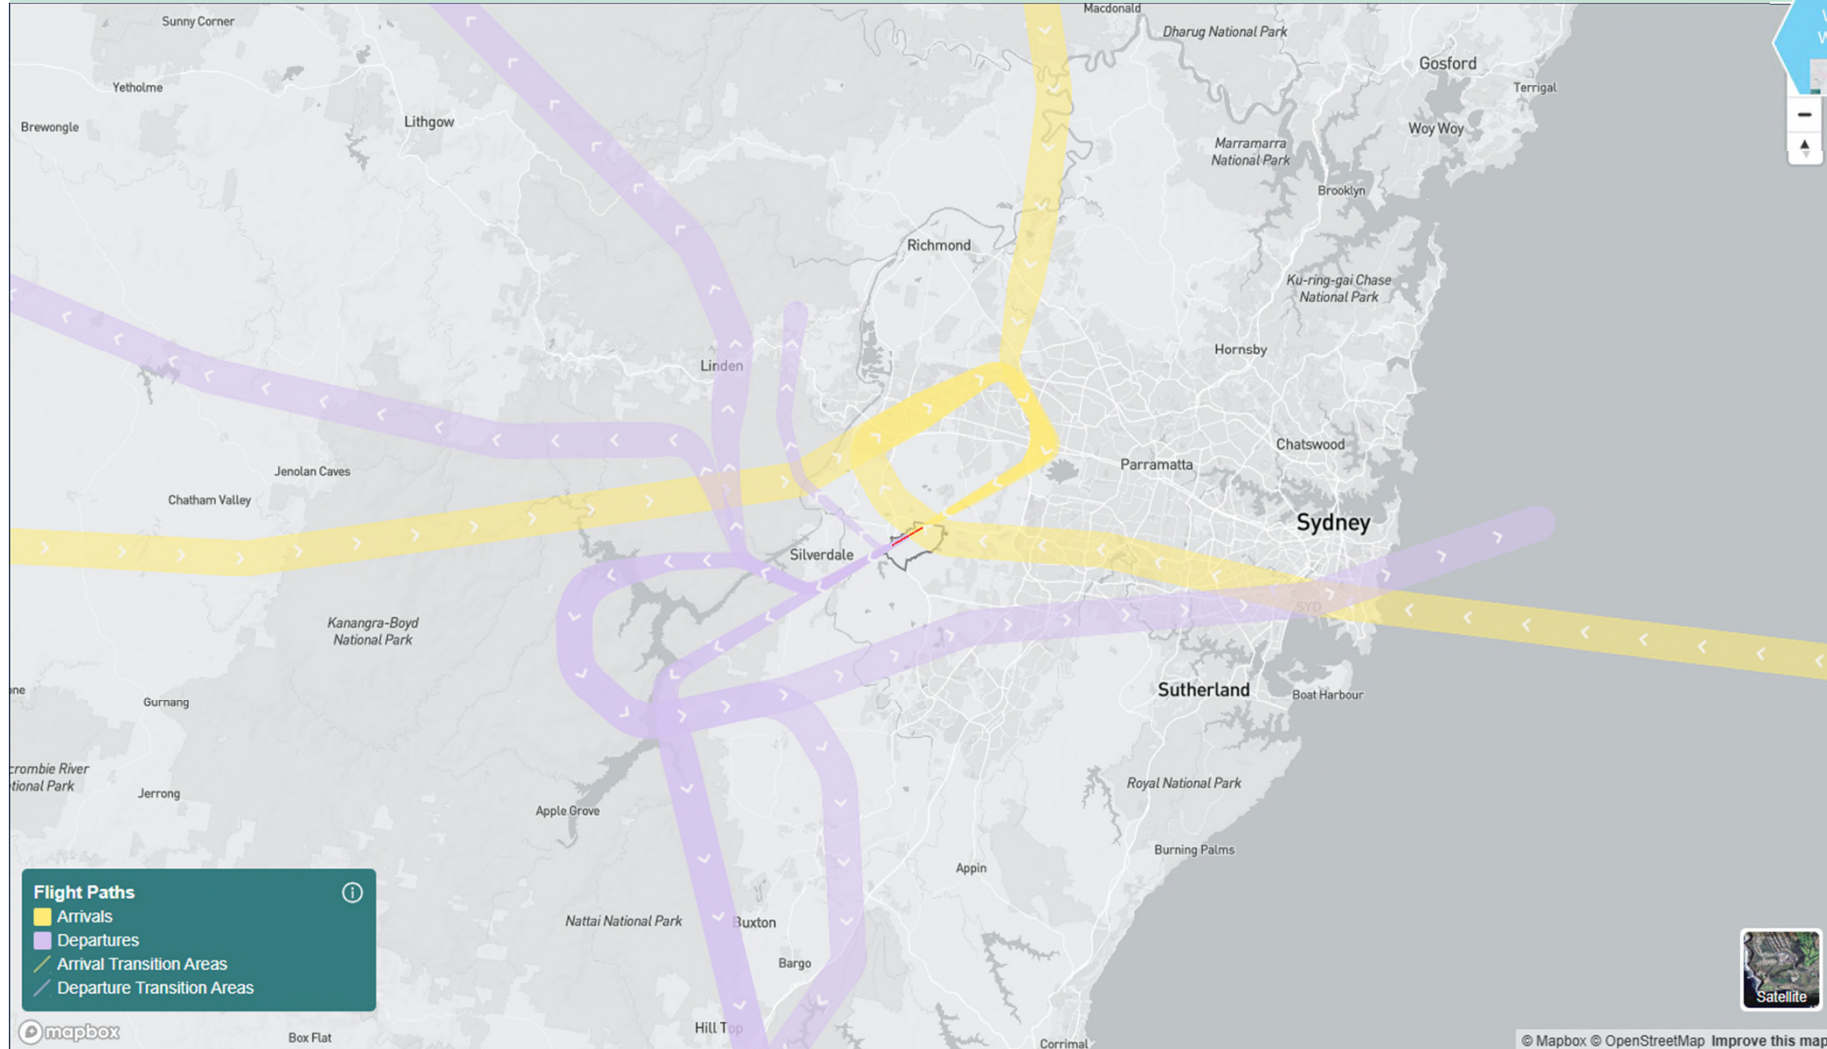 Sunny Corner
Macdonald
Dharug National Park
Yetholme
Gosford
Terrigal
Brewongle
Lithgow
Woy Woy
Marramarra
National Park
Brooklyn
Richmond
Ku-ring-gai Chase
National Park
Hornsby
Linden
Chatswood
Jenolan Caves
Parramatta
Chatham Valley
Sydney
Silverdale
SYD
Kanangra-Boyd
National Park
Sutherland
Boat Harbour
Gurnang
Royal National Park
Jerrong
Apple Grove
Burning Palms
Appin
Nattai National Park
Buxton
Bargo
Hill Top
Box Flat
Corrimal
Flight Paths
Arrivals
Departures
Arrival Transition Areas
Departure Transition Areas
mapbox
Satellite
© Mapbox © OpenStreetMap Improve this map